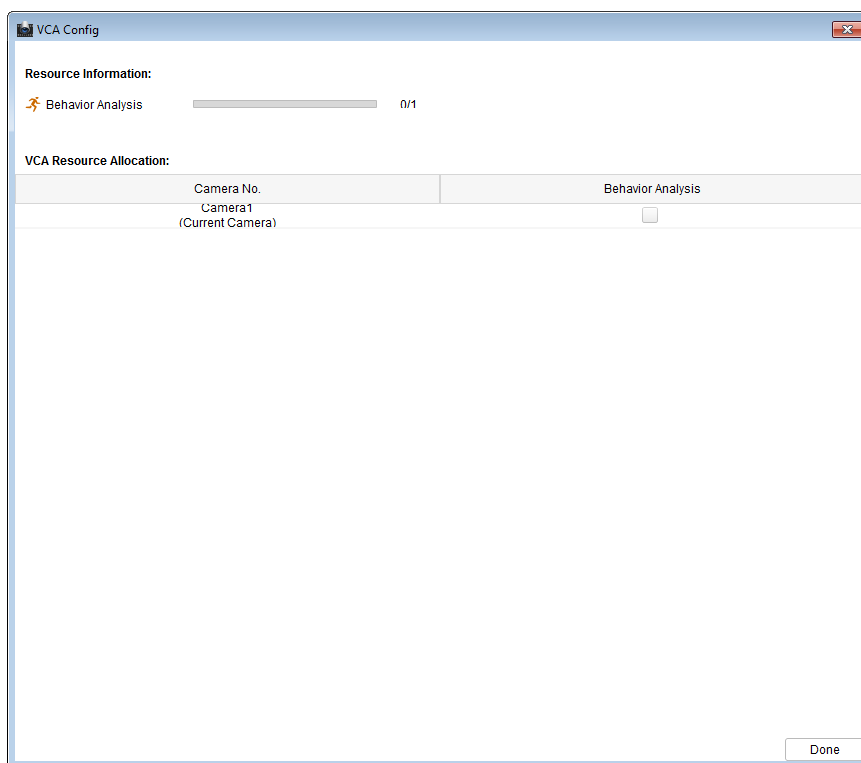 VCA Config
Resource Information:
Behavior Analysis 0/1
VCA Resource Allocation:
Camera No. Behavior Analysis
Camera1
(Current Camera)
Done